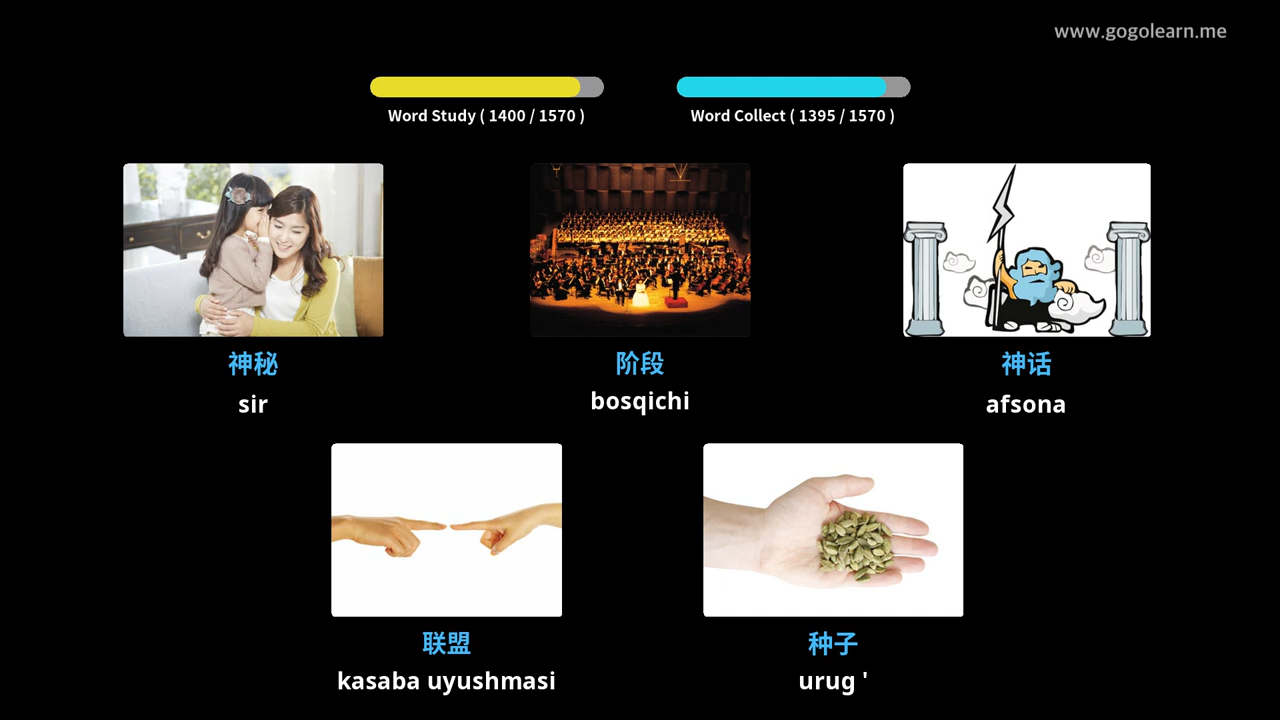 www.gogolearn.me
Word Study ( 1400 / 1570 )
Word Collect ( 1395 / 1570 )
神秘
sir
阶段
bosqichi
神话
afsona
联盟
kasaba uyushmasi
种子
urug '